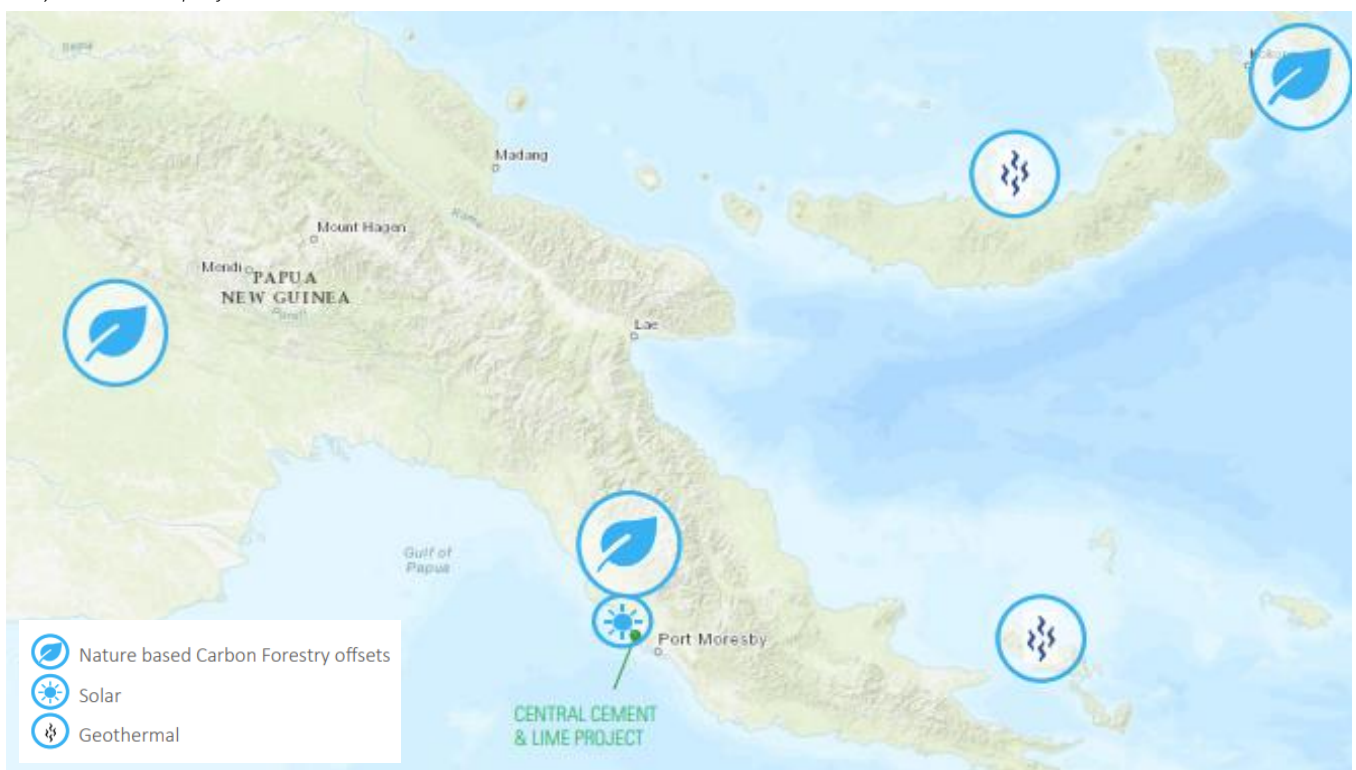 Madang
Mount Hagen
Mendi
PAPUA
NEW GUINEA
Lae
Gulf of
Papua
Port Moresby
CENTRAL CEMENT
& LIME PROJECT
Nature based Carbon Forestry offsets
Solar
Geothermal